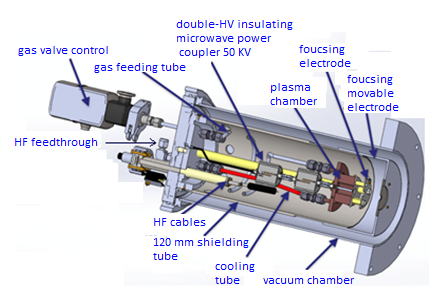 double-HV insulating
microwave power
coupler 50 KV
gas valve control
gas feeding tube
foucsing
electrode
plasma
chamber
foucsing
movable
electrode
HF feedthrough
HF cables
120 mm shielding
tube
cooling
tube
vacuum chamber